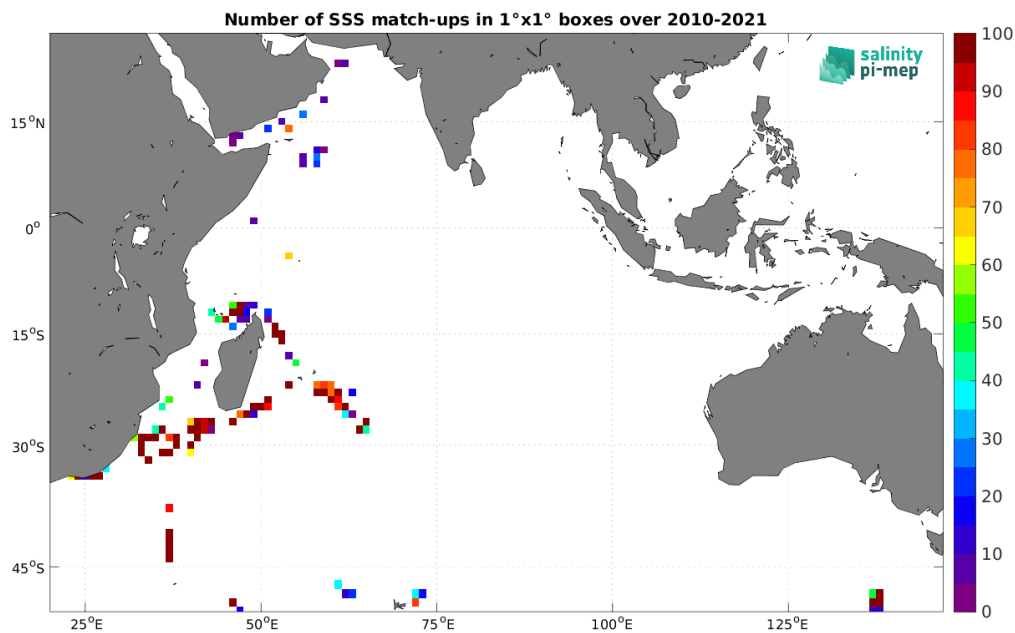 Number of SSS match-ups in 1°x1° boxes over 2010-2021
salinity
pi-mep
15°N
0°
15°S
30°S
45°S
25°E
50°E
75°E
100°E
125°E
100
90
80
70
60
50
40
30
20
10
0